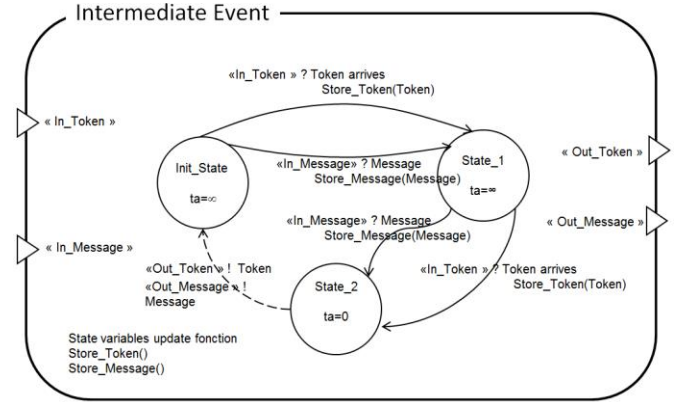 Intermediate Event
«In_Token » ? Token arrives
Store_Token(Token)
« In_Token »
« Out_Token »
Init_State
ta=∞
«In_Message» ? Message
Store_Message(Message)
State_1
ta=∞
« Out_Message »
«In_Message» ? Message
Store_Message(Message)
« In_Message »
«Out_Token » ! Token
«Out_Message » !
Message
«In_Token » ? Token arrives
Store_Token(Token)
State_2
ta=0
State variables update fonction
Store_Token()
Store_Message()